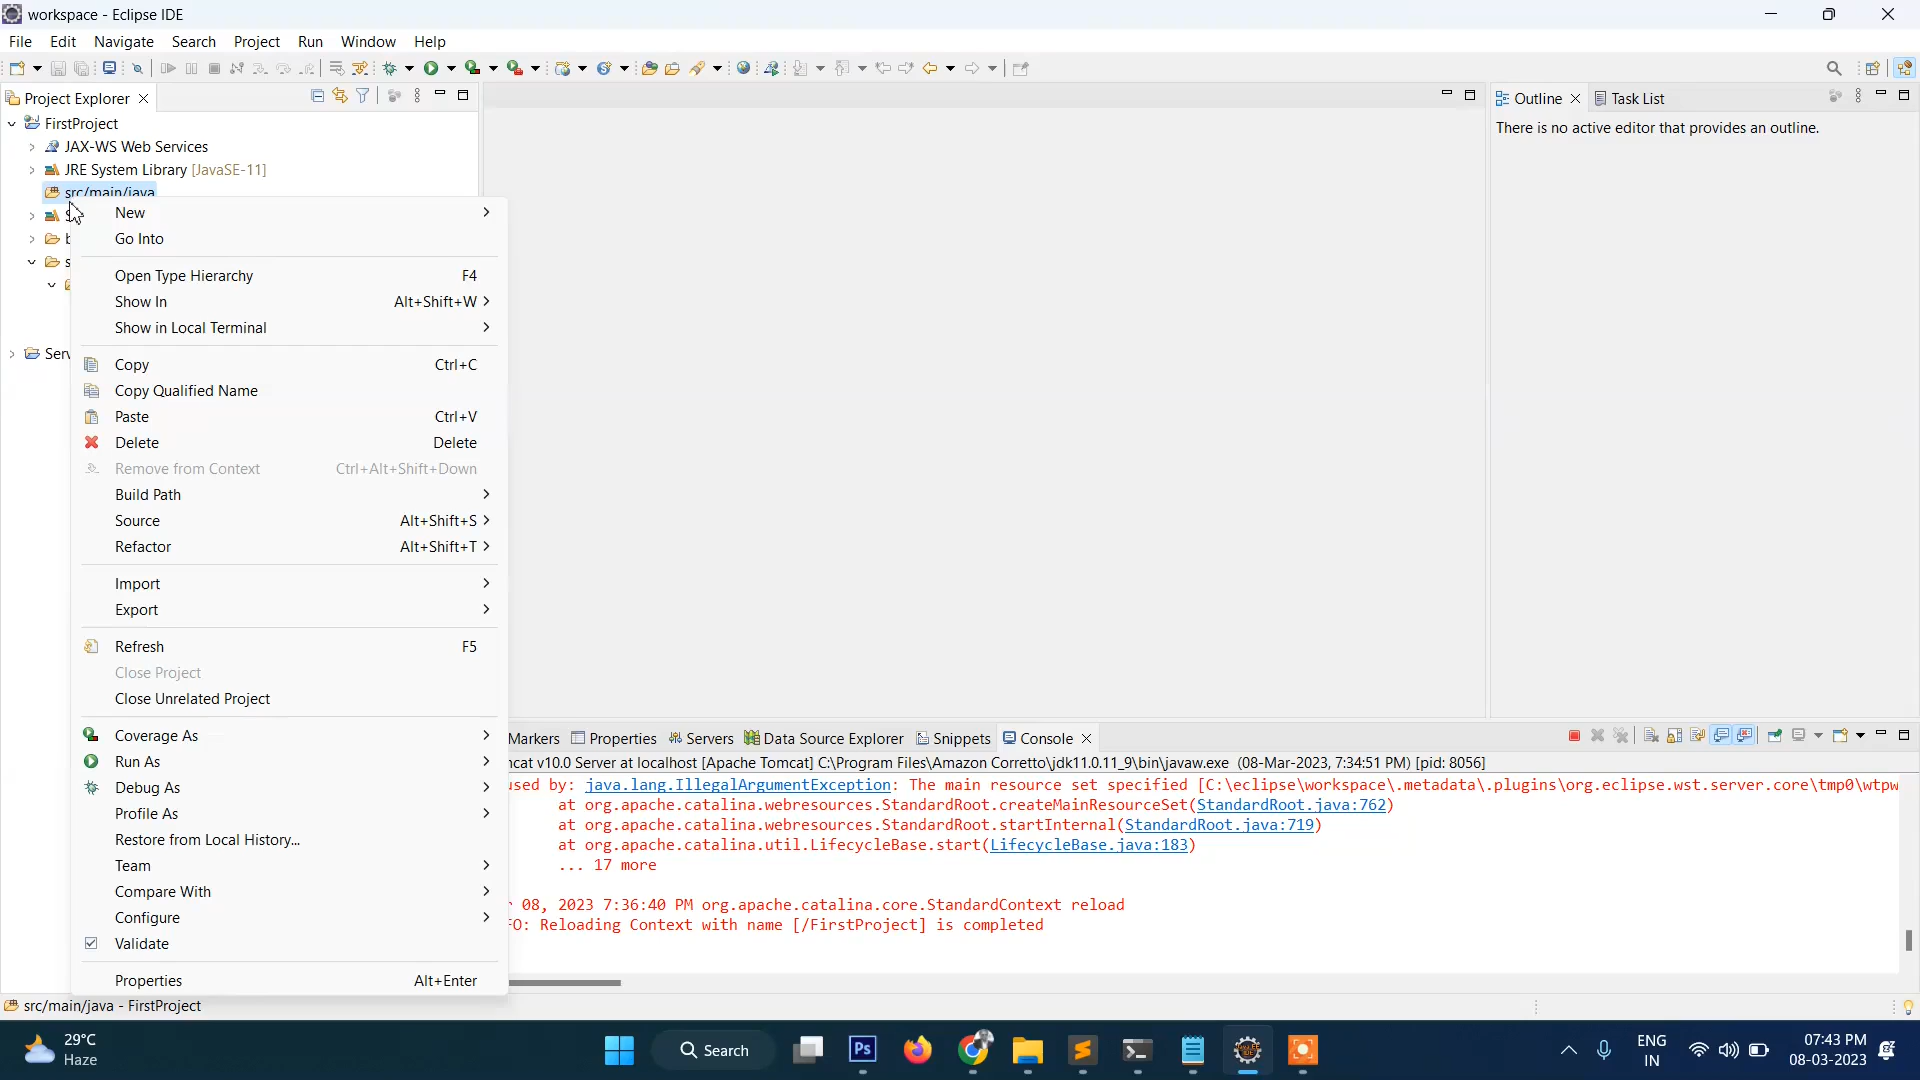 workspace - Eclipse IDE
File Edit Navigate Search Project Run Window Help
Project Explorer
Outline Task List
FirstProject
There is no active editor that provides an outline.
JAX-WS Web Services
JRE System Library [JavaSE-11]
src/main/java
New
Go Into
Open Type Hierarchy F4
Show In Alt+Shift+W
Show in Local Terminal
Serv
Copy Ctrl+C
Copy Qualified Name
Paste Ctrl+V
Delete Delete
Remove from Context Ctrl+Alt+Shift+Down
Build Path
Source Alt+Shift+S
Refactor Alt+Shift+T
Import
Export
Refresh F5
Close Project
Close Unrelated Project
Coverage As
Run As
Debug As
Profile As
Restore from Local History...
Team
Compare With
Configure
Validate
Properties Alt+Enter
Markers Properties Servers Data Source Explorer Snippets Console
ncat v10.0 Server at localhost [Apache Tomcat] C:\Program Files\Amazon Corretto\jdk11.0.11_9\bin\javaw.exe (08-Mar-2023, 7:34:51 PM) [pid: 8056]
used by: java.lang.IllegalArgumentException: The main resource set specified [C:\eclipse\workspace\.metadata\.plugins\org.eclipse.wst.server.core\tmp0\wtpw
at org.apache.catalina.webresources.StandardRoot.createMainResourceSet(StandardRoot.java:762)
at org.apache.catalina.webresources.StandardRoot.startInternal(StandardRoot.java:719)
at org.apache.catalina.util.LifecycleBase.start(LifecycleBase.java:183)
... 17 more
08, 2023 7:36:40 PM org.apache.catalina.core.StandardContext reload
FO: Reloading Context with name [/FirstProject] is completed
src/main/java - FirstProject
29°C
Haze
Ps
Search
ENG
IN
07:43 PM
08-03-2023